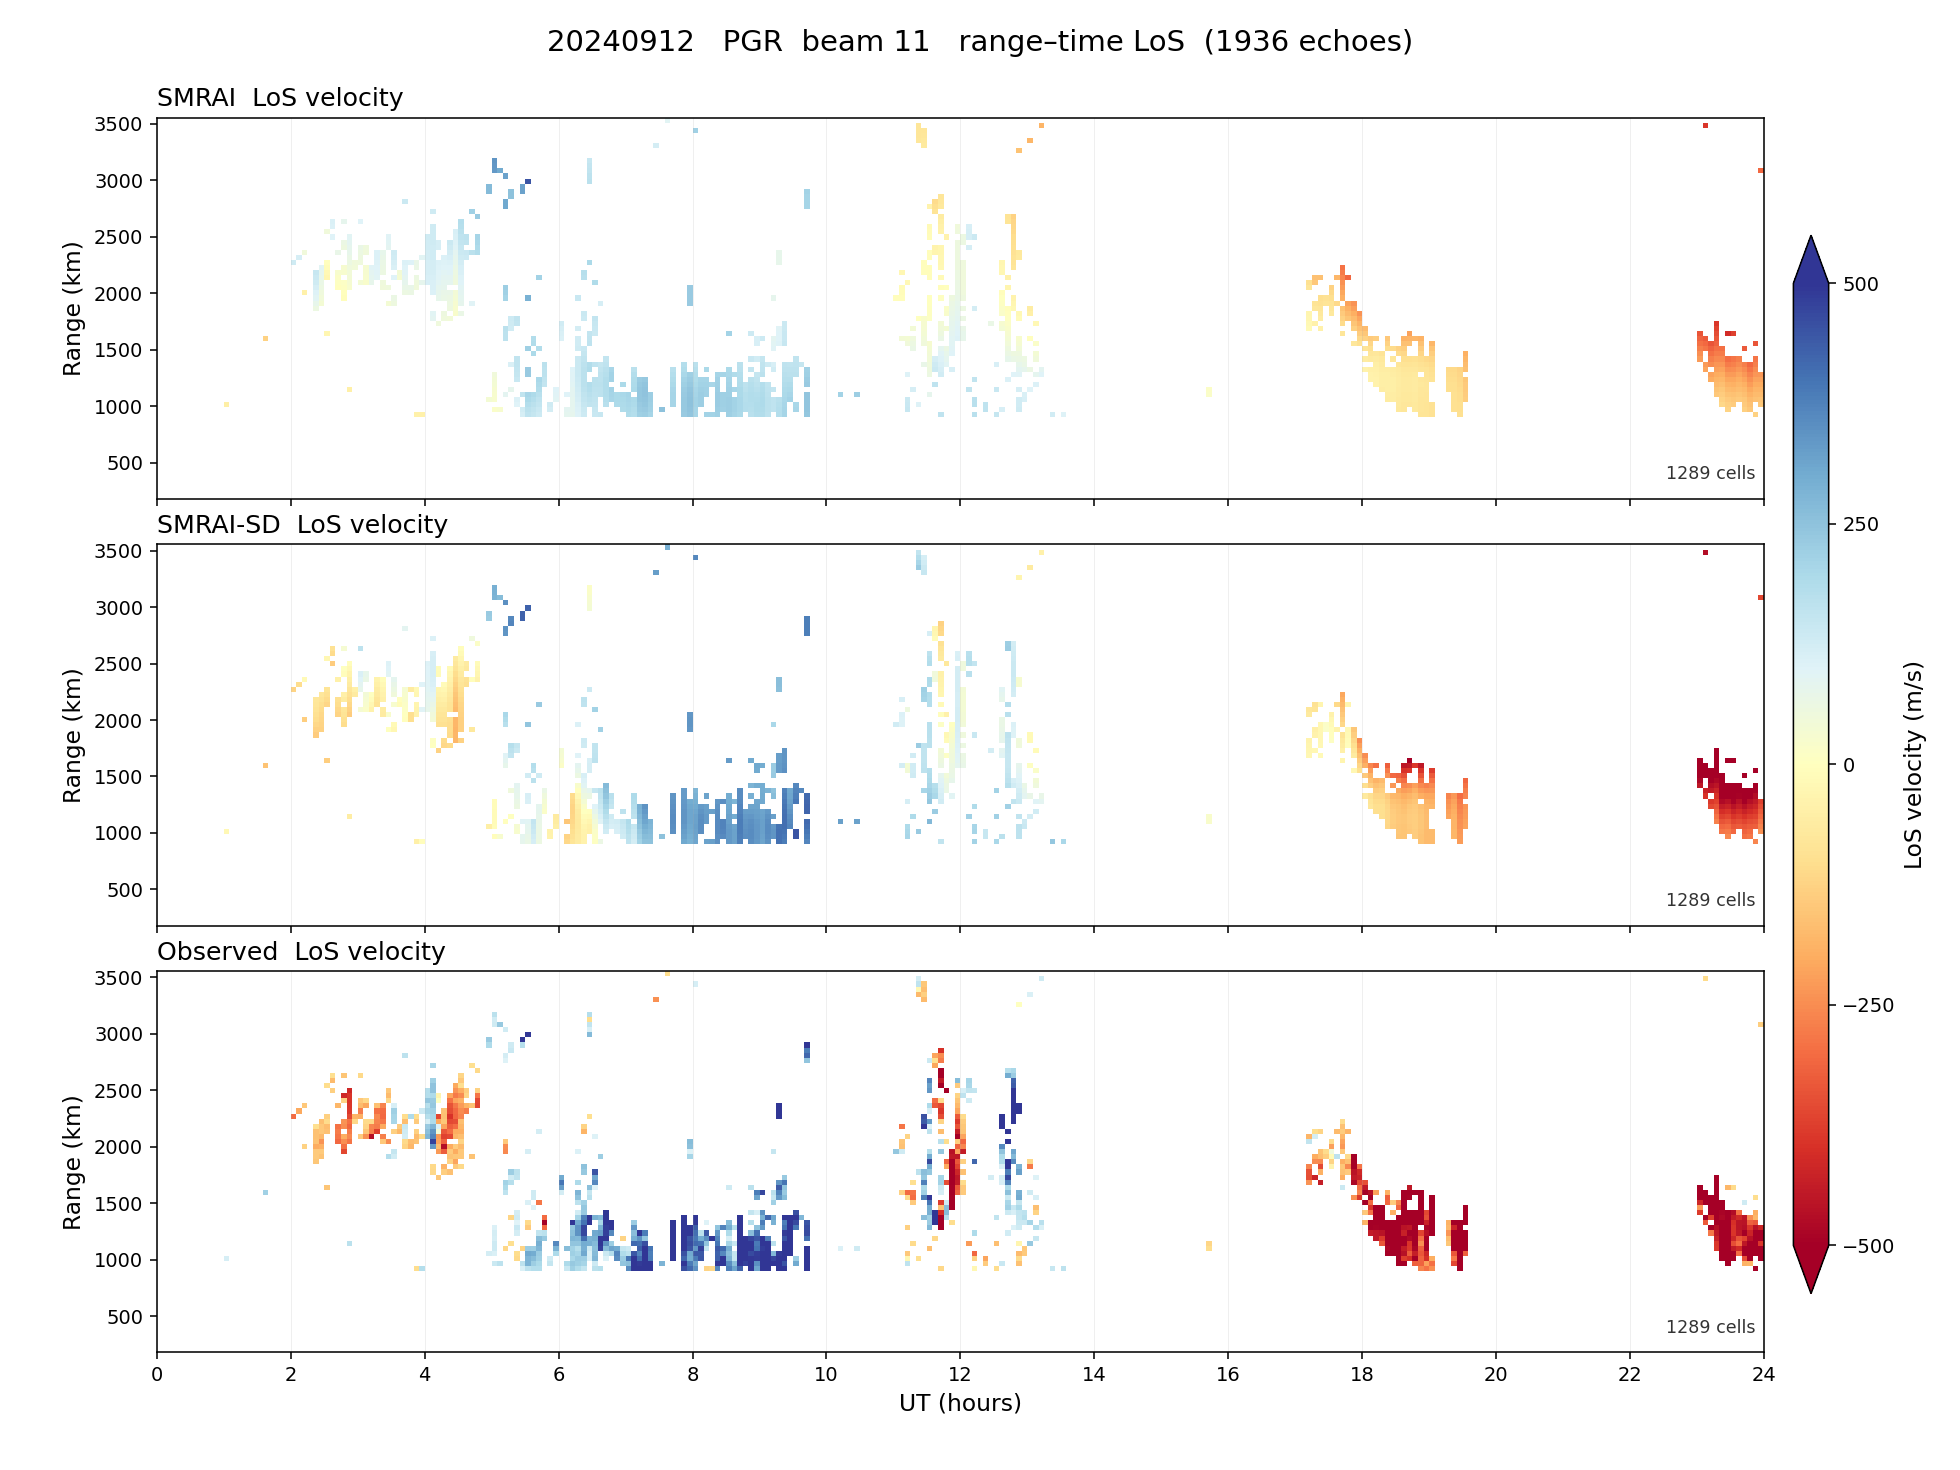 20240912   PGR  beam 11   range–time LoS  (1936 echoes)
SMRAI  LoS velocity
3500
3000
2500
2000
1500
1000
500
Range (km)
1289 cells
SMRAI-SD  LoS velocity
3500
3000
2500
2000
1500
1000
500
Range (km)
1289 cells
Observed  LoS velocity
3500
3000
2500
2000
1500
1000
500
Range (km)
1289 cells
0 2 4 6 8 10 12 14 16 18 20 22 24
UT (hours)
500
250
0
−250
−500
LoS velocity (m/s)